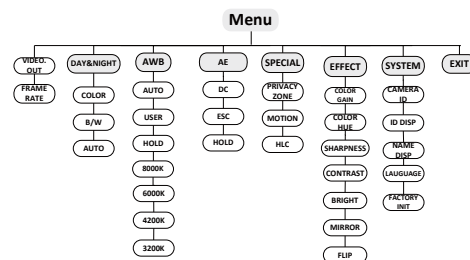 Menu
VIDEO.
OUT
FRAME
RATE
DAY&NIGHT
COLOR
B/W
AUTO
AWB
AUTO
USER
HOLD
8000K
6000K
4200K
3200K
AE
DC
ESC
HOLD
SPECIAL
PRIVACY
ZONE
MOTION
HLC
EFFECT
COLOR
GAIN
COLOR
HUE
SHARPNESS
CONTRAST
BRIGHT
MIRROR
FLIP
SYSTEM
CAMERA
ID
ID DISP
NAME
DISP
LAUGUAGE
FACTORY
INIT
EXIT